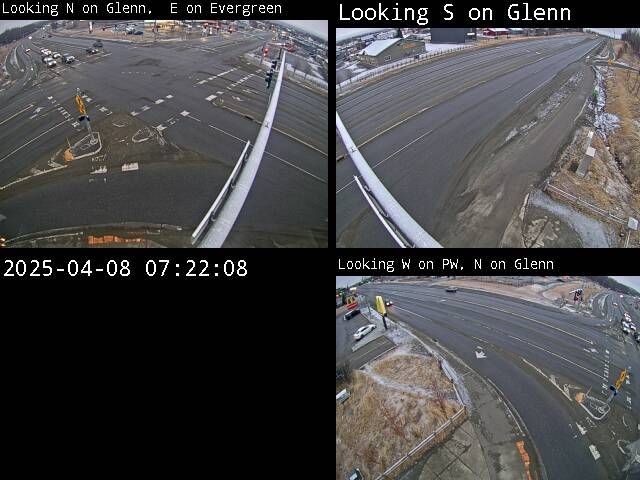 Looking N on Glenn,  E on Evergreen
Looking S on Glenn
2025-04-08 07:22:08
Looking W on PW, N on Glenn